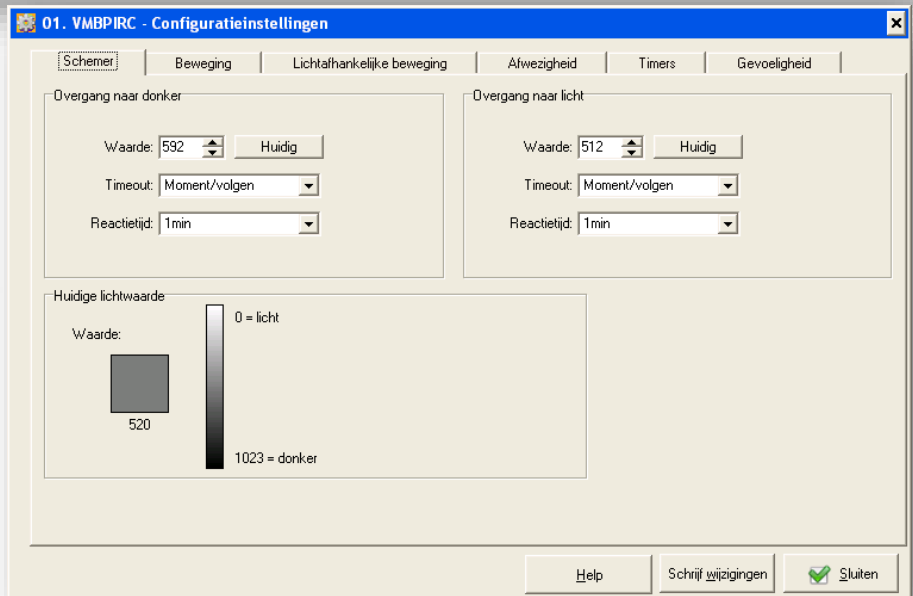 01. VMBPIRC - Configuratieinstellingen
Schemer Beweging Lichtafhankelijke beweging Afwezigheid Timers Gevoeligheid
Overgang naar donker
Waarde: 592 Huidig
Timeout: Moment/volgen
Reactietijd: 1min
Overgang naar licht
Waarde: 512 Huidig
Timeout: Moment/volgen
Reactietijd: 1min
Huidige lichtwaarde
Waarde:
520
0 = licht
1023 = donker
Help Schrijf wijzigingen Sluiten